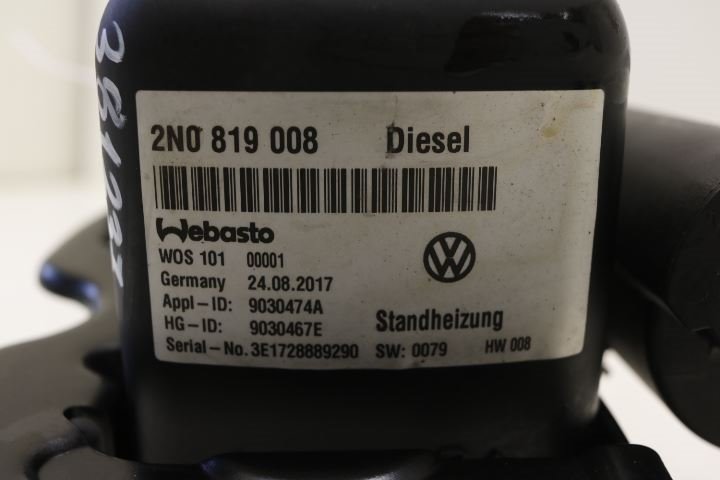 2N0 819 008 Diesel
Webasto
WOS 101 00001
Germany 24.08.2017
Appl-ID: 9030474A
HG-ID: 9030467E
Standheizung
Serial-No. 3E1728889290 SW: 0079 HW 008